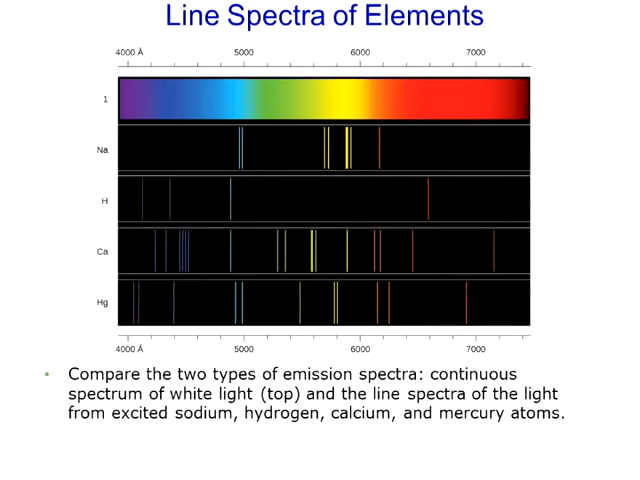 Line Spectra of Elements
4000 Å 5000 6000 7000
1
Na
H
Ca
Hg
4000 Å 5000 6000 7000
• Compare the two types of emission spectra: continuous
spectrum of white light (top) and the line spectra of the light
from excited sodium, hydrogen, calcium, and mercury atoms.